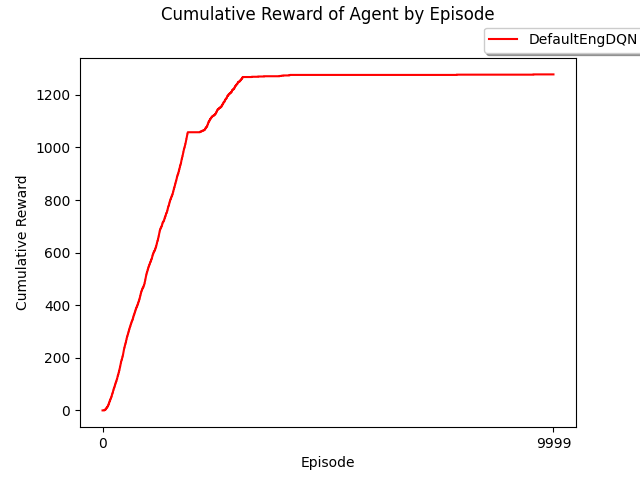 Cumulative Reward of Agent by Episode
DefaultEngDQN
1200
1000
800
600
400
200
0
Cumulative Reward
0
9999
Episode